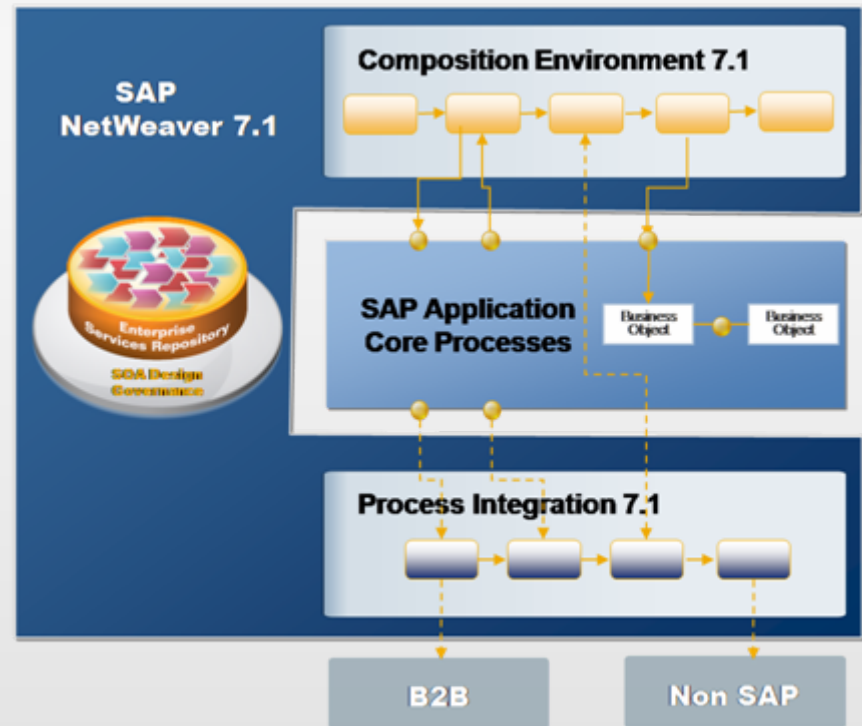 SAP
NetWeaver 7.1
Composition Environment 7.1
Enterprise
Services Repository
SOA Design
Governance
SAP Application
Core Processes
Business
Object
Business
Object
Process Integration 7.1
B2B
Non SAP